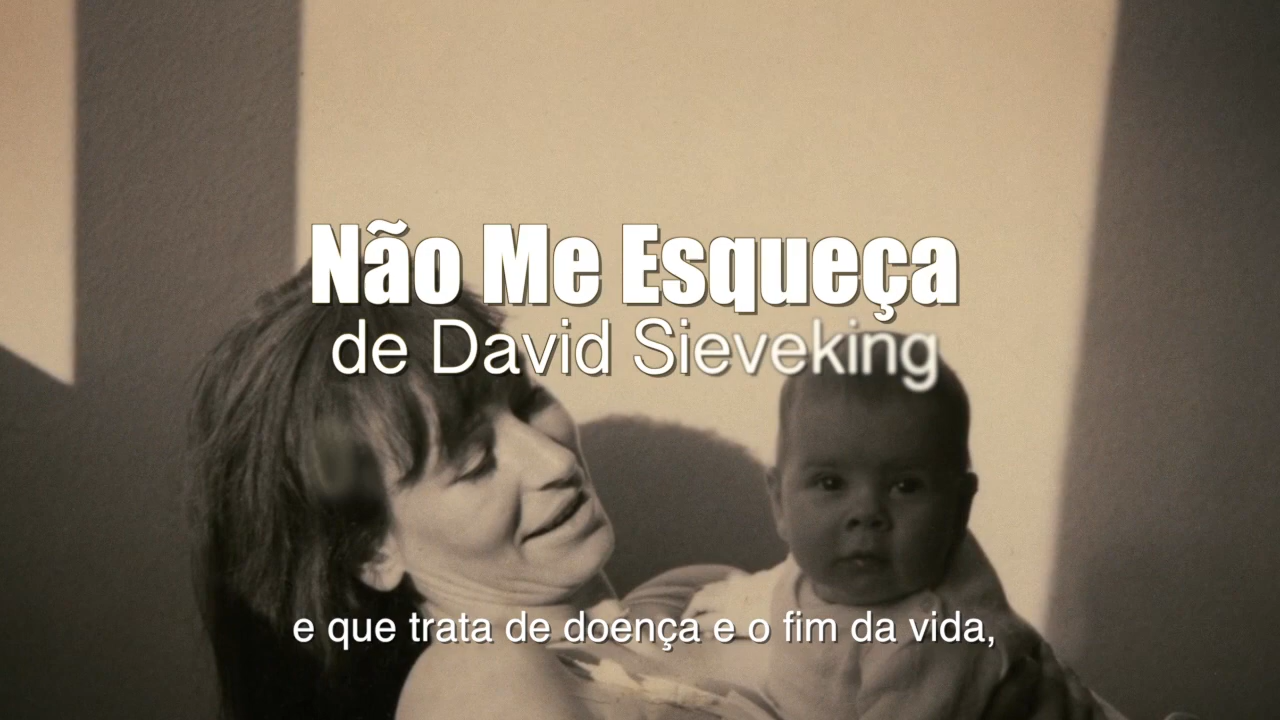 Não Me Esqueça
de David Sieveking
e que trata de doença e o fim da vida,